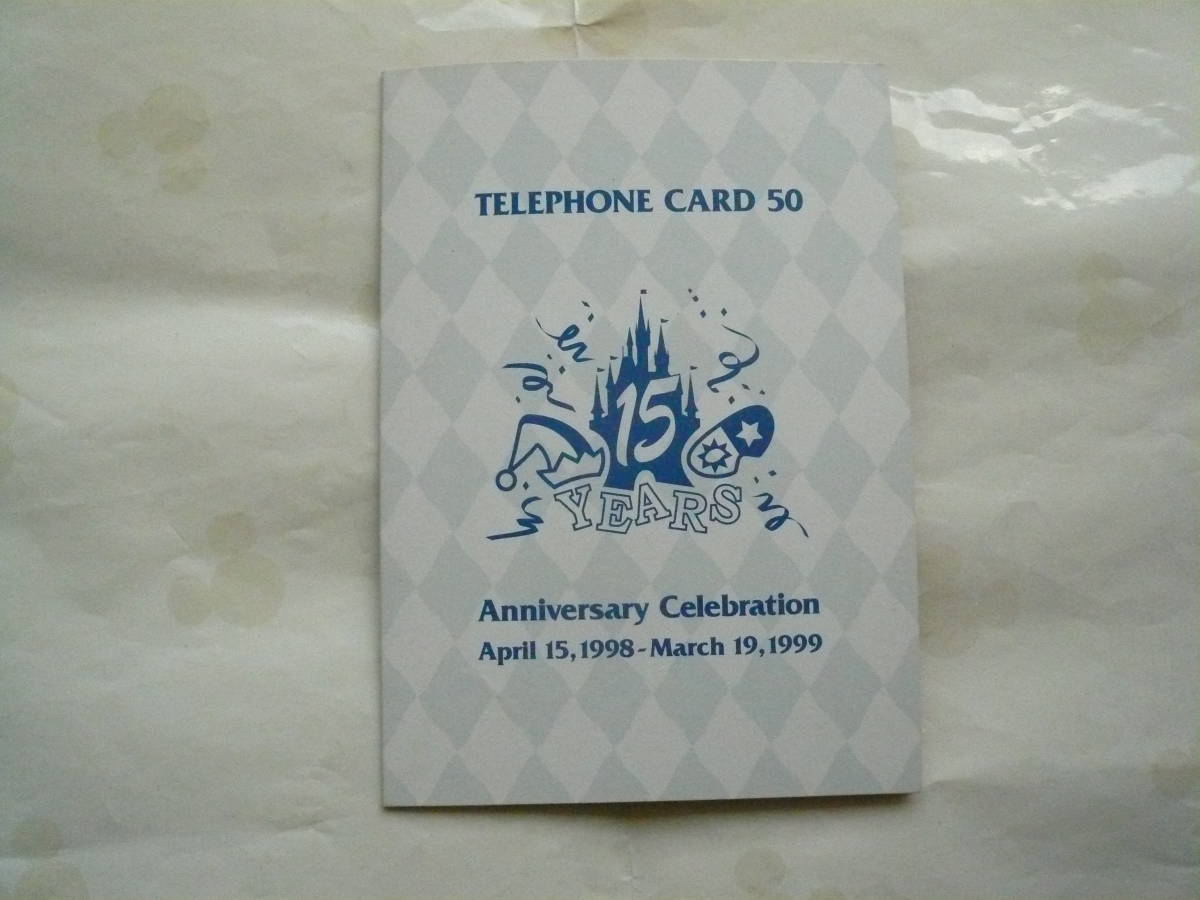 TELEPHONE CARD 50
15
YEARS
Anniversary Celebration
April 15,1998-March 19,1999